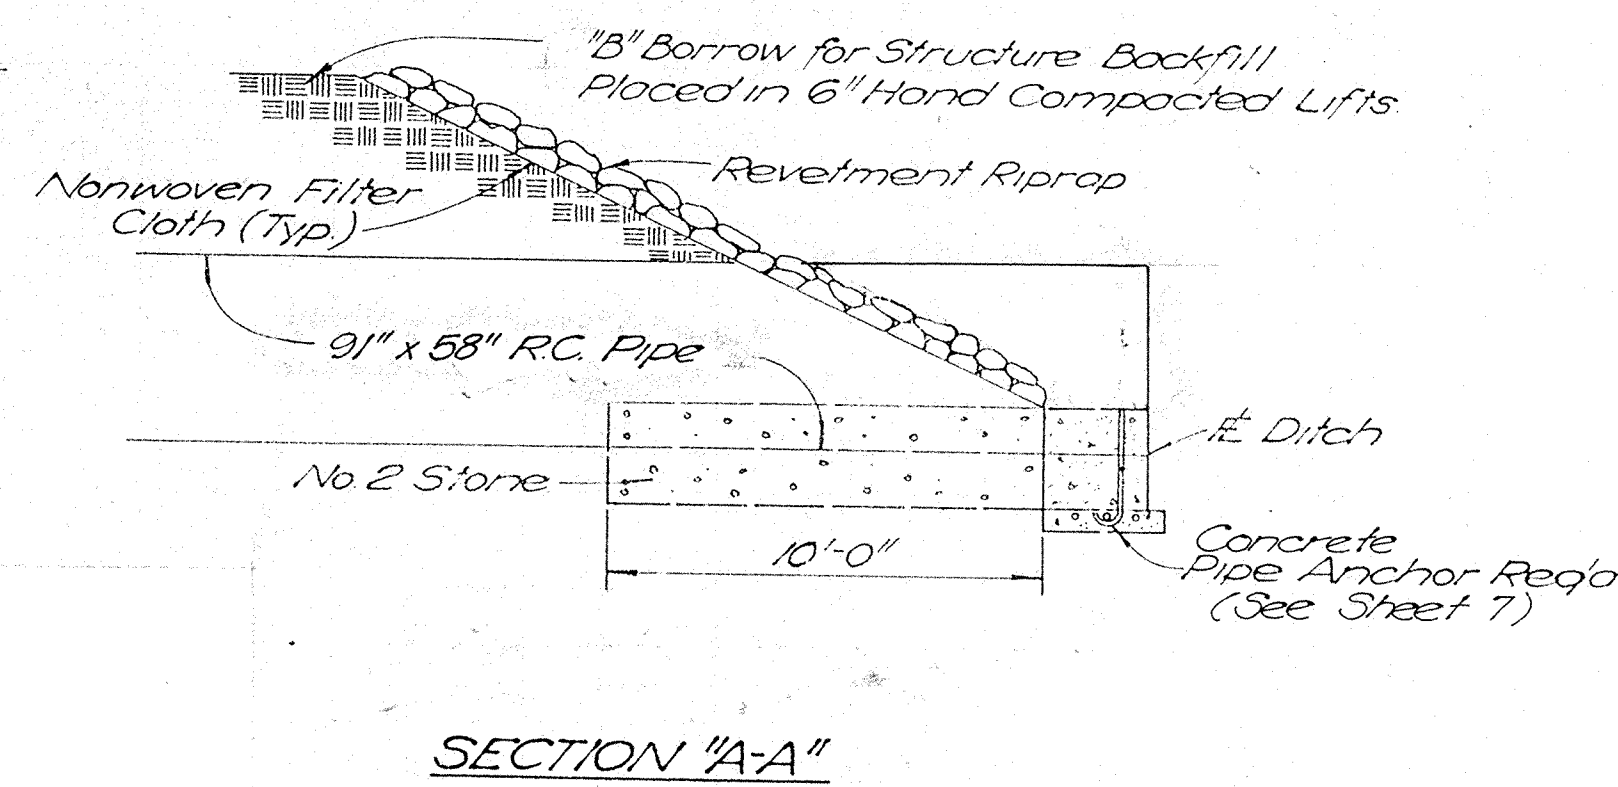 "B" Borrow for Structure Backfill
Placed in 6" Hand Compacted Lifts
Revetment Riprap
Nonwoven Filter
Cloth (Typ.)
91" x 58" R.C. Pipe
Ditch
No. 2 Stone
10'-0"
Concrete
Pipe Anchor Req'd
(See Sheet 7)
SECTION "A-A"